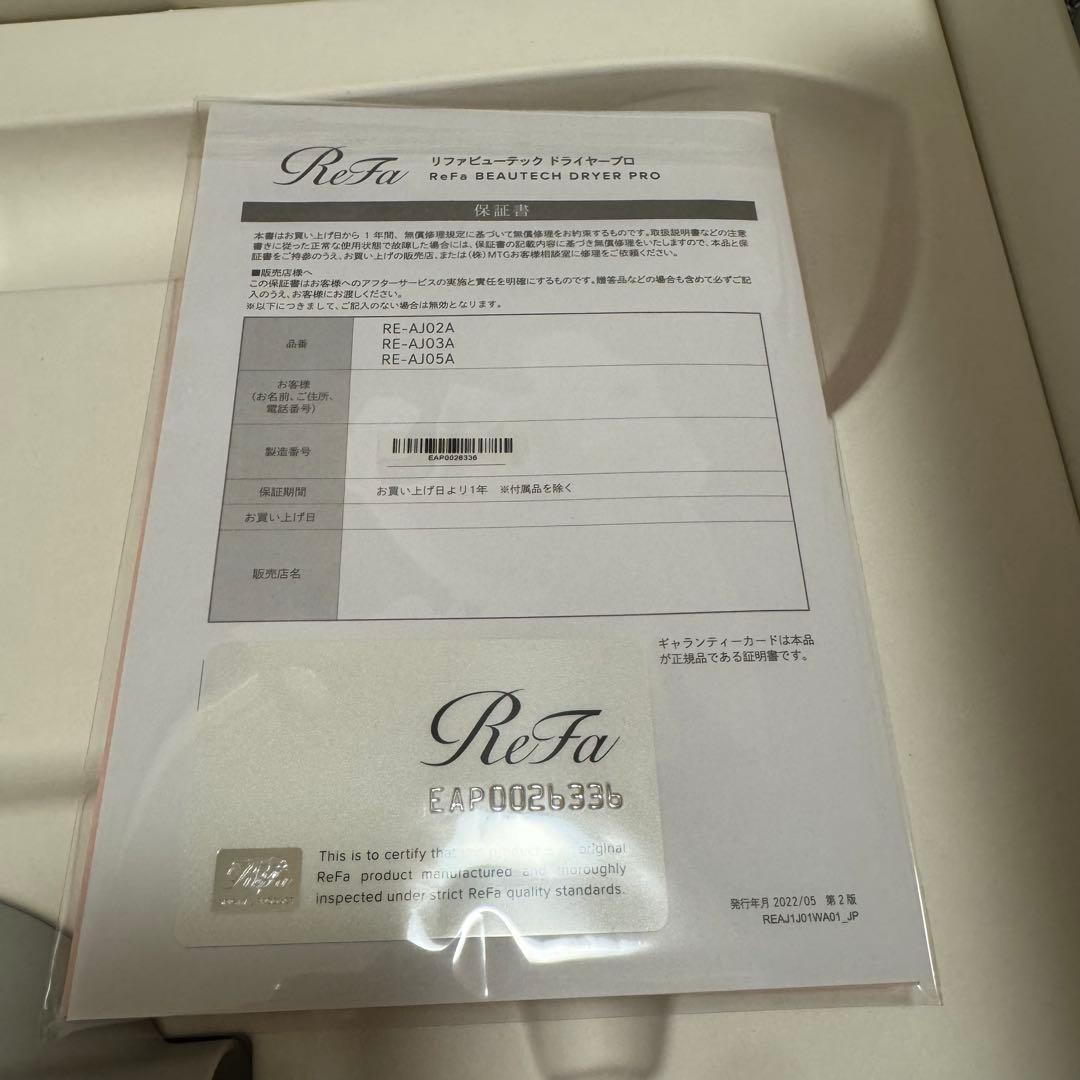 ReFa
リファビューテック ドライヤープロ
ReFa BEAUTECH DRYER PRO
保証書
本書はお買い上げ日から1年間、無償修理規定に基づいて無償修理をお約束するものです。取扱説明書などの注意
書きに従った正常な使用状態で故障した場合には、保証書の記載内容に基づき無償修理をいたしますので、本品と保
証書をご持参のうえ、お買い上げの販売店、または(株)MTGお客様相談室に修理をご依頼ください。
■販売店様へ
この保証書はお客様へのアフターサービスの実施と責任を明確にするものです。贈答品などの場合も含めて必ずご記
入のうえ、お客様にお渡しください。
※以下につきまして、ご記入のない場合は無効となります。
品番
RE-AJ02A
RE-AJ03A
RE-AJ05A
お客様
(お名前、ご住所、
電話番号)
製造番号
EAP0026336
保証期間
お買い上げ日より1年 ※付属品を除く
お買い上げ日
販売店名
ギャランティーカードは本品
が正規品である証明書です。
ReFa
EAP0026336
This is to certify that product original
ReFa product manufactured and thoroughly
inspected under strict ReFa quality standards.
ReFa
発行年月 2022/05 第2版
REAJ1J01WA01_JP